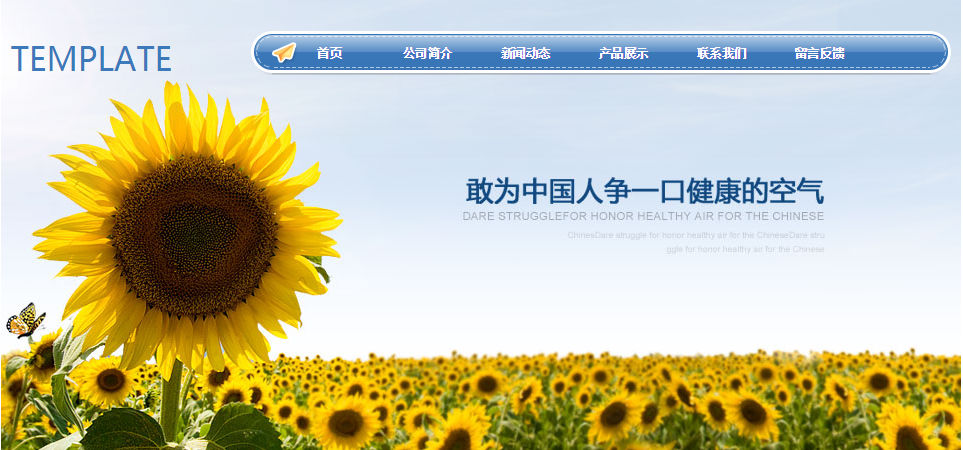 TEMPLATE
首页 公司简介 新闻动态 产品展示 联系我们 留言反馈
敢为中国人争一口健康的空气
DARE STRUGGLEFOR HONOR HEALTHY AIR FOR THE CHINESE
ChinesDare struggle for honor healthy air for the ChineseDare stru
ggle for honor healthy air for the Chinese